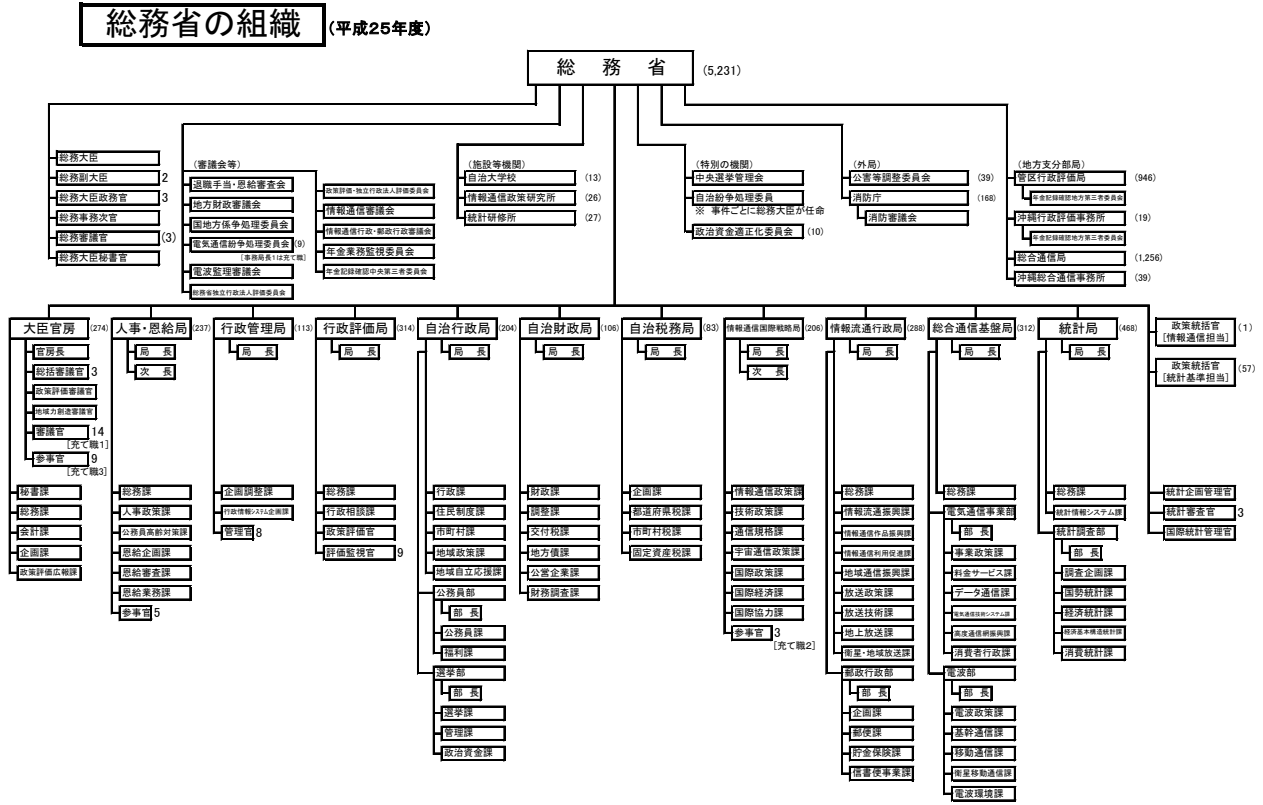 総務省の組織
(平成25年度)
総務省
(5,231)
総務大臣
総務副大臣 2
総務大臣政務官 3
総務事務次官
総務審議官 (3)
総務大臣秘書官
(審議会等)
退職手当・恩給審査会
地方財政審議会
国地方係争処理委員会
電気通信紛争処理委員会 (9)
[事務局長1は充て職]
電波監理審議会
総務省独立行政法人評価委員会
政策評価・独立行政法人評価委員会
情報通信審議会
情報通信行政・郵政行政審議会
年金業務監視委員会
年金記録確認中央第三者委員会
(施設等機関)
自治大学校 (13)
情報通信政策研究所 (26)
統計研修所 (27)
(特別の機関)
中央選挙管理会
自治紛争処理委員
※ 事件ごとに総務大臣が任命
政治資金適正化委員会 (10)
(外局)
公害等調整委員会 (39)
消防庁 (168)
消防審議会
(地方支分部局)
管区行政評価局 (946)
年金記録確認地方第三者委員会
沖縄行政評価事務所 (19)
年金記録確認地方第三者委員会
総合通信局 (1,256)
沖縄総合通信事務所 (39)
大臣官房 (274)
官房長
総括審議官 3
政策評価審議官
地域力創造審議官
審議官 14
[充て職1]
参事官 9
[充て職3]
秘書課
総務課
会計課
企画課
政策評価広報課
人事・恩給局 (237)
局 長
次 長
総務課
人事政策課
公務員高齢対策課
恩給企画課
恩給審査課
恩給業務課
参事官 5
行政管理局 (113)
局 長
企画調整課
行政情報システム企画課
管理官 8
行政評価局 (314)
局 長
総務課
行政相談課
政策評価官
評価監視官 9
自治行政局 (204)
局 長
行政課
住民制度課
市町村課
地域政策課
地域自立応援課
公務員部
部 長
公務員課
福利課
選挙部
部 長
選挙課
管理課
政治資金課
自治財政局 (106)
局 長
財政課
調整課
交付税課
地方債課
公営企業課
財務調査課
自治税務局 (83)
局 長
企画課
都道府県税課
市町村税課
固定資産税課
情報通信国際戦略局 (206)
局 長
次 長
情報通信政策課
技術政策課
通信規格課
宇宙通信政策課
国際政策課
国際経済課
国際協力課
参事官 3
[充て職2]
情報流通行政局 (288)
局 長
総務課
情報流通振興課
情報通信作品振興課
情報通信利用促進課
地域通信振興課
放送政策課
放送技術課
地上放送課
衛星・地域放送課
郵政行政部
部 長
企画課
郵便課
貯金保険課
信書便事業課
総合通信基盤局 (312)
局 長
総務課
電気通信事業部
部 長
事業政策課
料金サービス課
データ通信課
電気通信技術システム課
高度通信網振興課
消費者行政課
電波部
部 長
電波政策課
基幹通信課
移動通信課
衛星移動通信課
電波環境課
統計局 (468)
局 長
総務課
統計情報システム課
統計調査部
部 長
調査企画課
国勢統計課
経済統計課
経済基本構造統計課
消費統計課
政策統括官
[情報通信担当]
(1)
政策統括官
[統計基準担当]
(57)
統計企画管理官
統計審査官 3
国際統計管理官